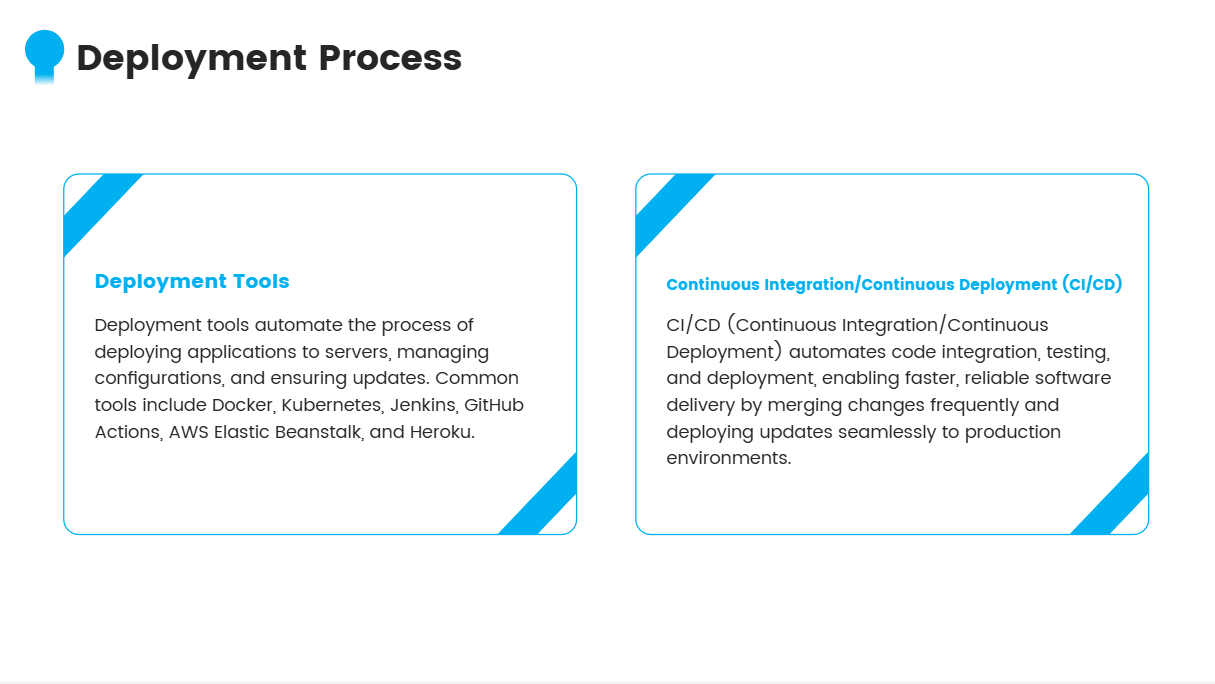 Deployment Process
Deployment Tools
Deployment tools automate the process of
deploying applications to servers, managing
configurations, and ensuring updates. Common
tools include Docker, Kubernetes, Jenkins, GitHub
Actions, AWS Elastic Beanstalk, and Heroku.
Continuous Integration/Continuous Deployment (CI/CD)
CI/CD (Continuous Integration/Continuous
Deployment) automates code integration, testing,
and deployment, enabling faster, reliable software
delivery by merging changes frequently and
deploying updates seamlessly to production
environments.